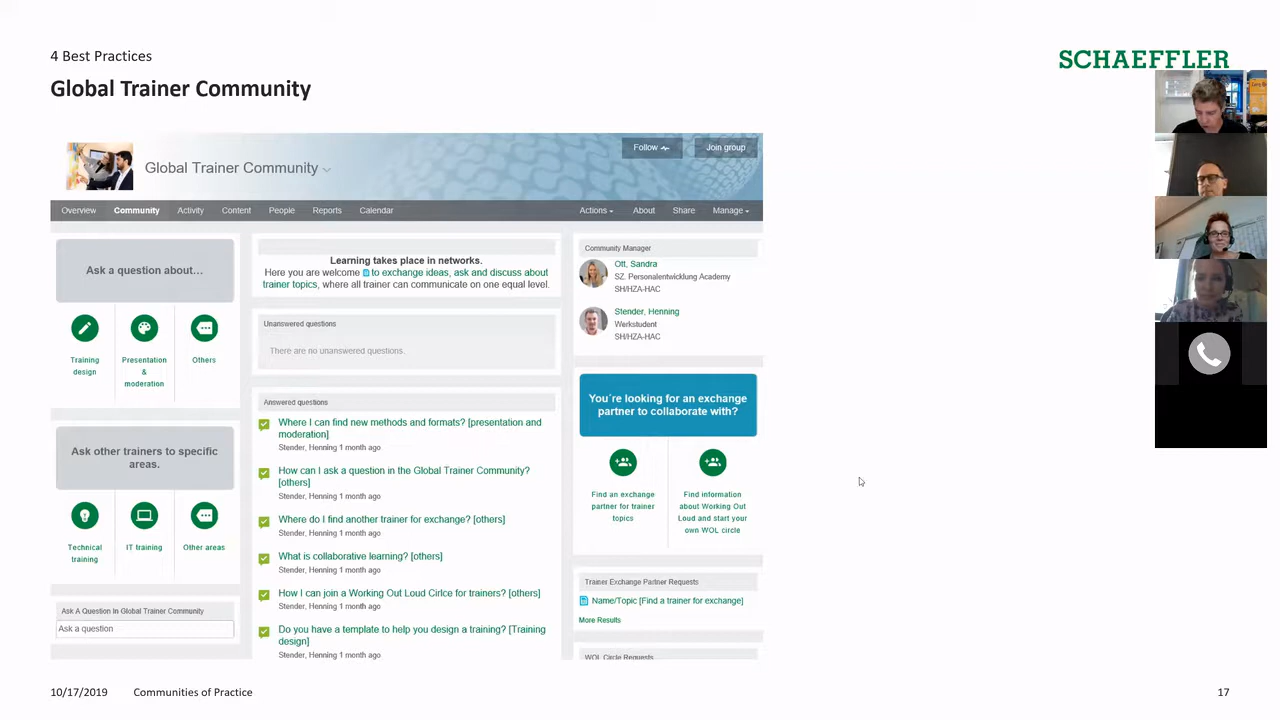 4 Best Practices
SCHAEFFLER
Global Trainer Community
Global Trainer Community
Follow
Join group
Overview
Community
Activity
Content
People
Reports
Calendar
Actions
About
Share
Manage
Ask a question about...
Training
design
Presentation
&
moderation
Others
Ask other trainers to specific
areas.
Technical
training
IT training
Other areas
Ask A Question In Global Trainer Community
Ask a question
Learning takes place in networks.
Here you are welcome to exchange ideas, ask and discuss about
trainer topics, where all trainer can communicate on one equal level.
Unanswered questions
There are no unanswered questions.
Answered questions
Where I can find new methods and formats? [presentation and
moderation]
Stender, Henning 1 month ago
How can I ask a question in the Global Trainer Community?
[others]
Stender, Henning 1 month ago
Where do I find another trainer for exchange? [others]
Stender, Henning 1 month ago
What is collaborative learning? [others]
Stender, Henning 1 month ago
How I can join a Working Out Loud Cirlce for trainers? [others]
Stender, Henning 1 month ago
Do you have a template to help you design a training? [Training
design]
Stender, Henning 1 month ago
Community Manager
Ott, Sandra
SZ. Personalentwicklung Academy
SH/HZA-HAC
Stender, Henning
Werkstudent
SH/HZA-HAC
You´re looking for an exchange
partner to collaborate with?
Find an exchange
partner for trainer
topics
Find information
about Working Out
Loud and start your
own WOL circle
Trainer Exchange Partner Requests
Name/Topic [Find a trainer for exchange]
More Results
WOL Circle Requests
10/17/2019
Communities of Practice
17